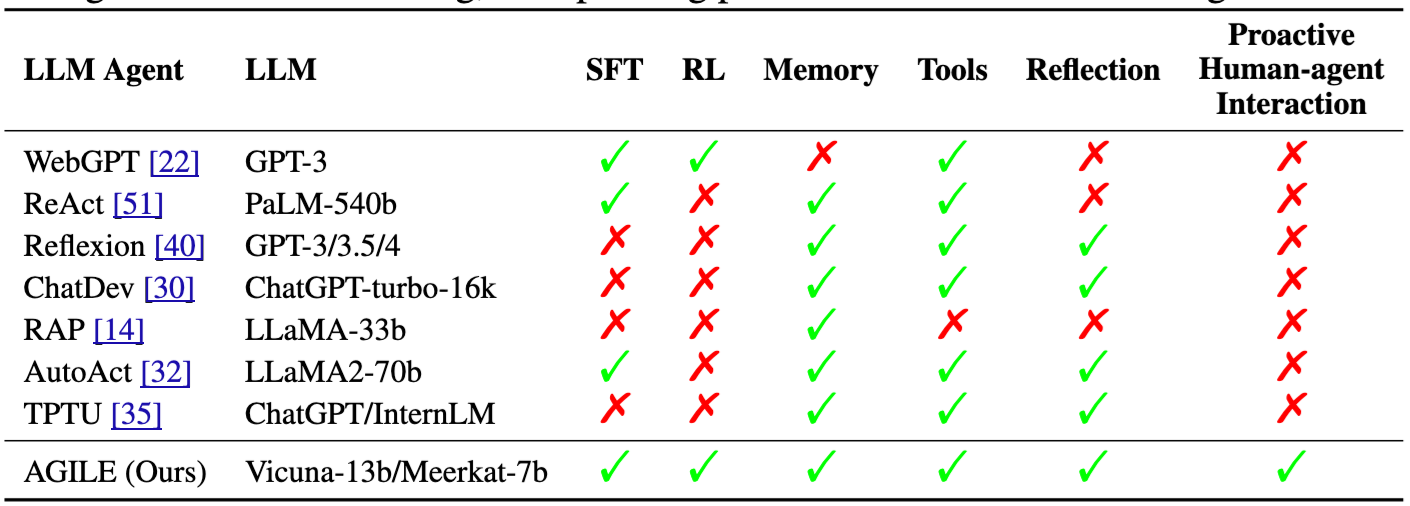 LLM Agent LLM SFT RL Memory Tools Reflection Proactive Human-agent Interaction
WebGPT [22] GPT-3 ✓ ✓ ✗ ✓ ✗ ✗
ReAct [51] PaLM-540b ✓ ✗ ✓ ✓ ✗ ✗
Reflexion [40] GPT-3/3.5/4 ✗ ✗ ✓ ✓ ✓ ✗
ChatDev [30] ChatGPT-turbo-16k ✗ ✗ ✓ ✓ ✓ ✗
RAP [14] LLaMA-33b ✗ ✗ ✓ ✗ ✗ ✗
AutoAct [32] LLaMA2-70b ✓ ✗ ✓ ✓ ✓ ✗
TPTU [35] ChatGPT/InternLM ✗ ✗ ✓ ✓ ✓ ✗
AGILE (Ours) Vicuna-13b/Meerkat-7b ✓ ✓ ✓ ✓ ✓ ✓